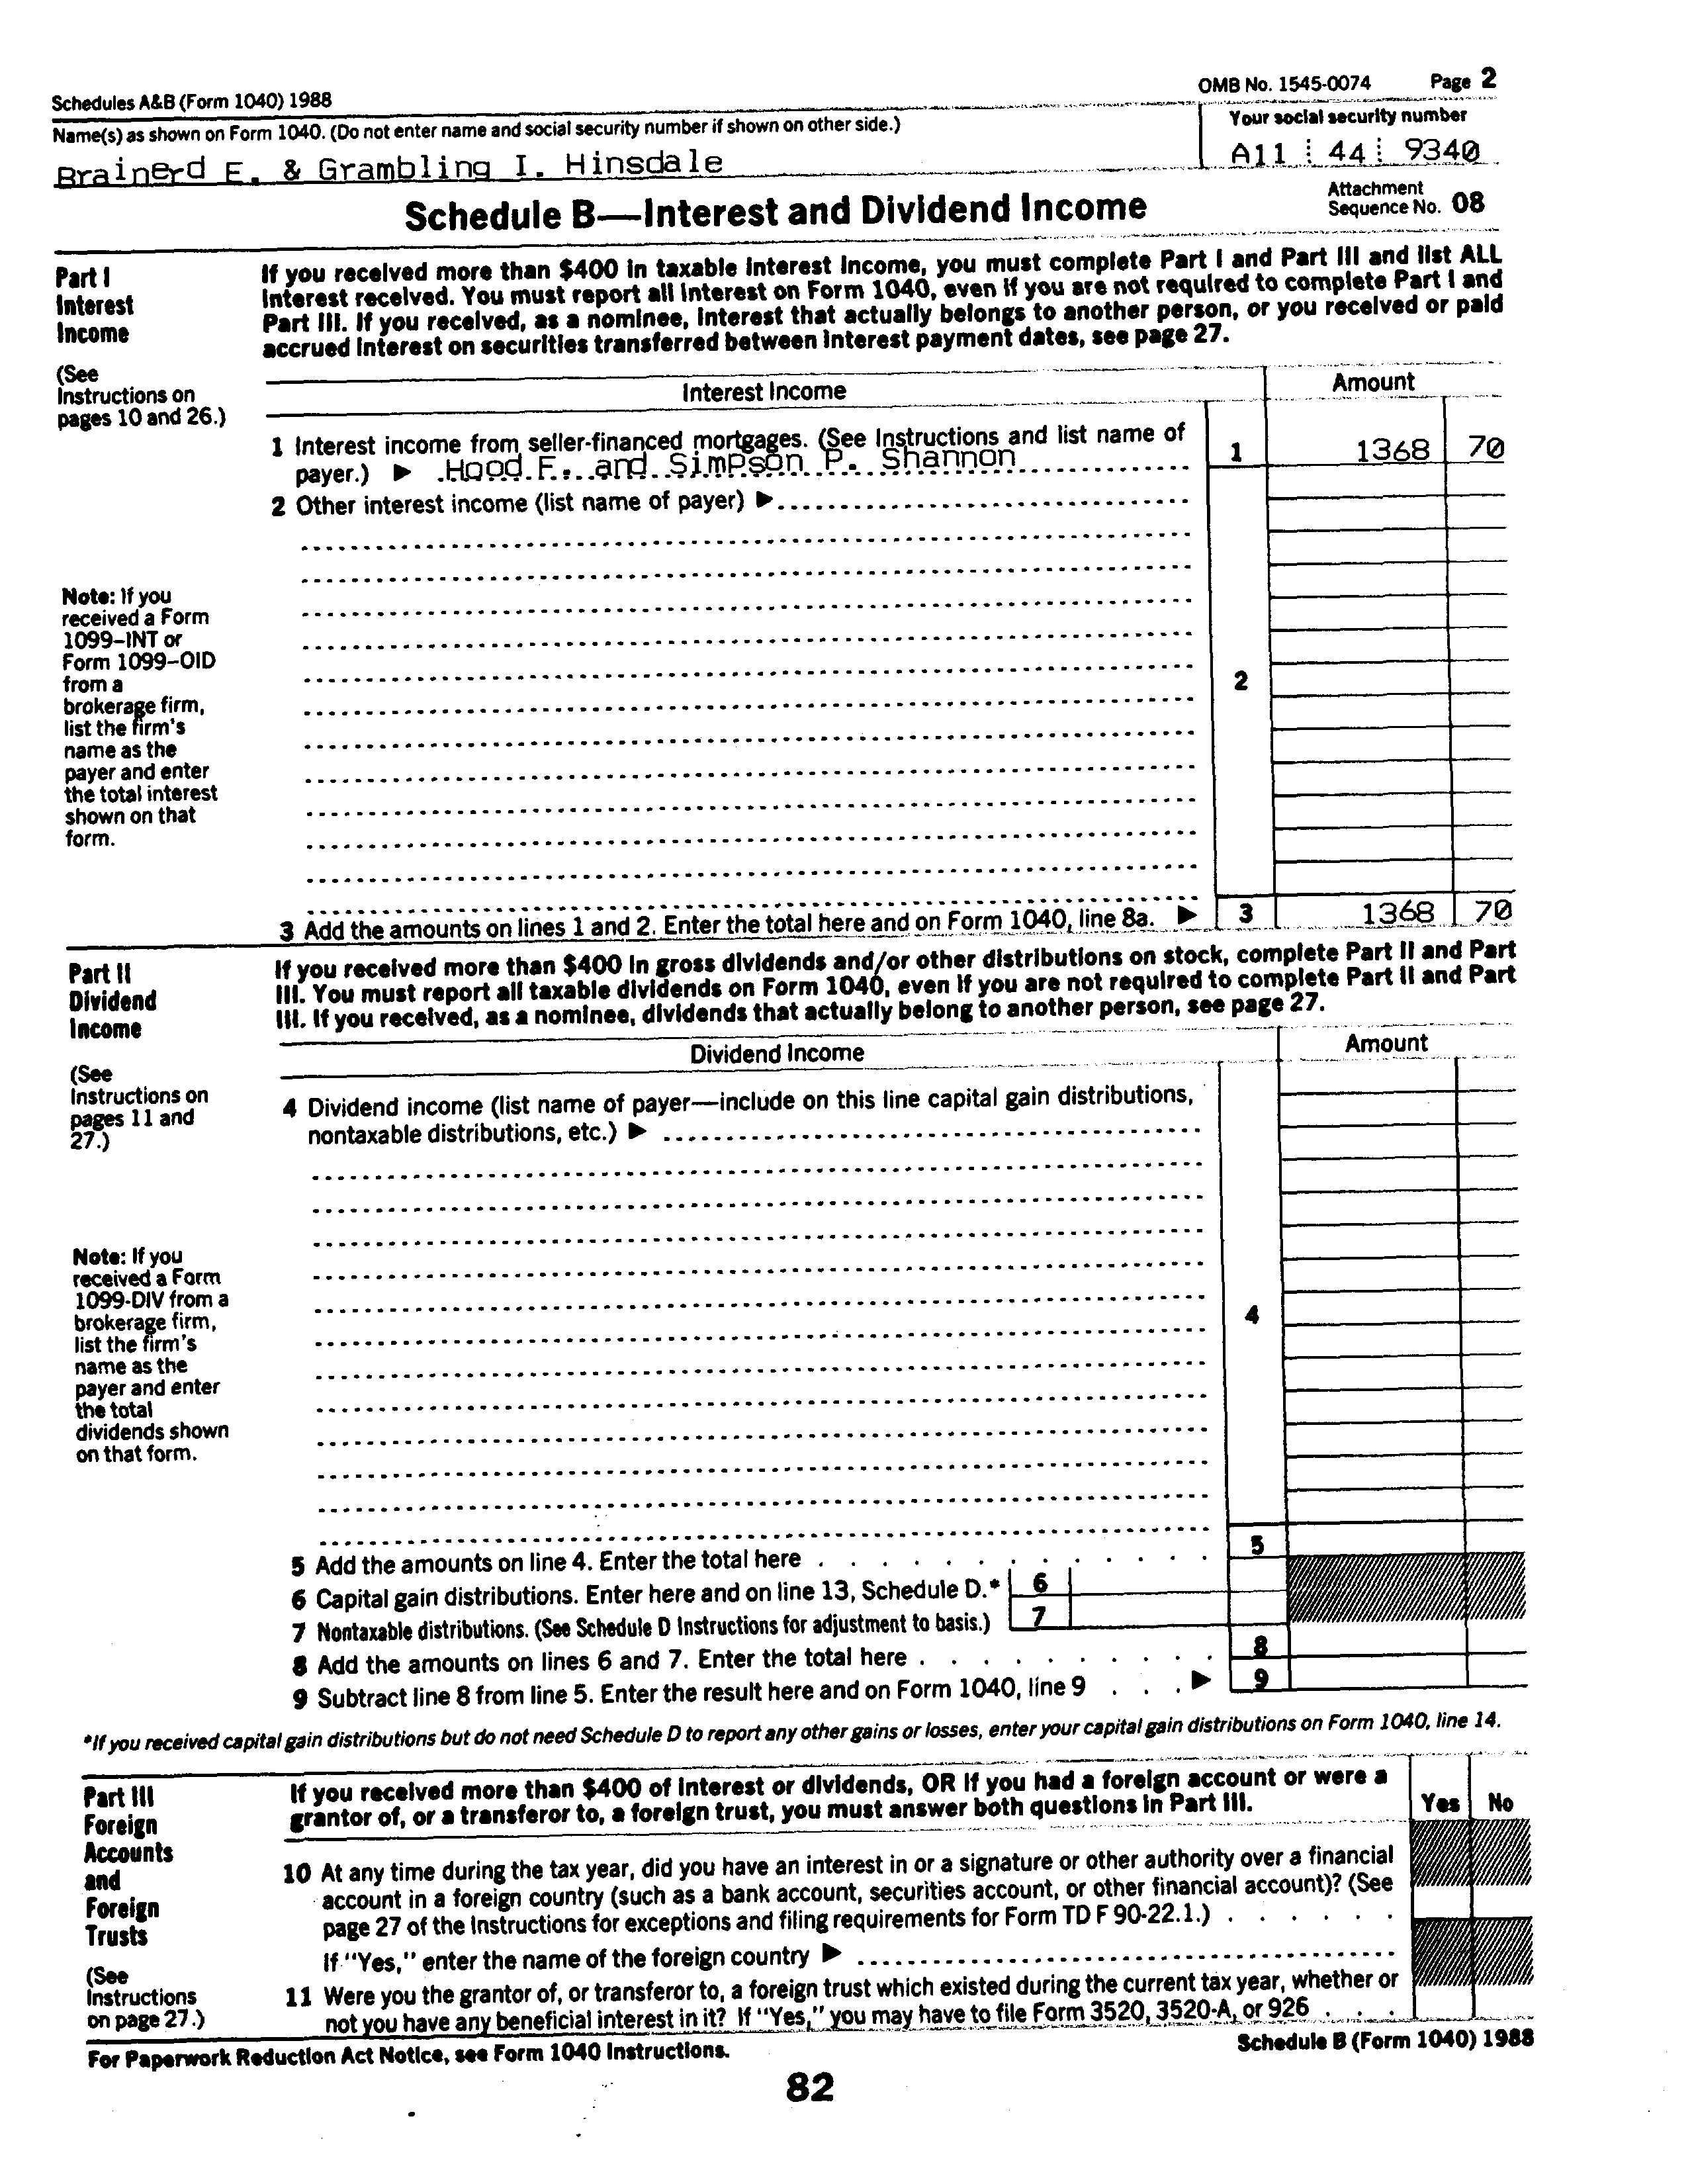 Schedules A&B (Form 1040) 1988
OMB No. 1545-0074
Page 2
Name(s) as shown on Form 1040. (Do not enter name and social security number if shown on other side.)
Your social security number
Brainerd E. & Grambling I. Hinsdale
A11 44 9340
Schedule B—Interest and Dividend Income
Attachment
Sequence No. 08
Part I
Interest
Income
(See
Instructions on
pages 10 and 26.)
If you received more than $400 in taxable interest income, you must complete Part I and Part III and list ALL
interest received. You must report all interest on Form 1040, even if you are not required to complete Part I and
Part III. If you received, as a nominee, interest that actually belongs to another person, or you received or paid
accrued interest on securities transferred between interest payment dates, see page 27.
Interest Income
Amount
1 Interest income from seller-financed mortgages. (See Instructions and list name of
payer.) ► Hood F. and Simpson P. Shannon
1
1368 70
2 Other interest income (list name of payer) ►
Note: If you
received a Form
1099–INT or
Form 1099–OID
from a
brokerage firm,
list the firm's
name as the
payer and enter
the total interest
shown on that
form.
2
3 Add the amounts on lines 1 and 2. Enter the total here and on Form 1040, line 8a. ►
3
1368 70
Part II
Dividend
Income
(See
Instructions on
pages 11 and
27.)
If you received more than $400 in gross dividends and/or other distributions on stock, complete Part II and Part
III. You must report all taxable dividends on Form 1040, even if you are not required to complete Part II and Part
III. If you received, as a nominee, dividends that actually belong to another person, see page 27.
Dividend Income
Amount
4 Dividend income (list name of payer—include on this line capital gain distributions,
nontaxable distributions, etc.) ►
Note: If you
received a Form
1099-DIV from a
brokerage firm,
list the firm's
name as the
payer and enter
the total
dividends shown
on that form.
4
5 Add the amounts on line 4. Enter the total here
5
6 Capital gain distributions. Enter here and on line 13, Schedule D.*
6
7 Nontaxable distributions. (See Schedule D Instructions for adjustment to basis.)
7
8 Add the amounts on lines 6 and 7. Enter the total here
8
9 Subtract line 8 from line 5. Enter the result here and on Form 1040, line 9 ►
9
*If you received capital gain distributions but do not need Schedule D to report any other gains or losses, enter your capital gain distributions on Form 1040, line 14.
Part III
Foreign
Accounts
and
Foreign
Trusts
(See
Instructions
on page 27.)
If you received more than $400 of interest or dividends, OR if you had a foreign account or were a
grantor of, or a transferor to, a foreign trust, you must answer both questions in Part III.
Yes No
10 At any time during the tax year, did you have an interest in or a signature or other authority over a financial
account in a foreign country (such as a bank account, securities account, or other financial account)? (See
page 27 of the Instructions for exceptions and filing requirements for Form TD F 90-22.1.)
If "Yes," enter the name of the foreign country ►
11 Were you the grantor of, or transferor to, a foreign trust which existed during the current tax year, whether or
not you have any beneficial interest in it? If "Yes," you may have to file Form 3520, 3520-A, or 926
For Paperwork Reduction Act Notice, see Form 1040 Instructions.
Schedule B (Form 1040) 1988
82